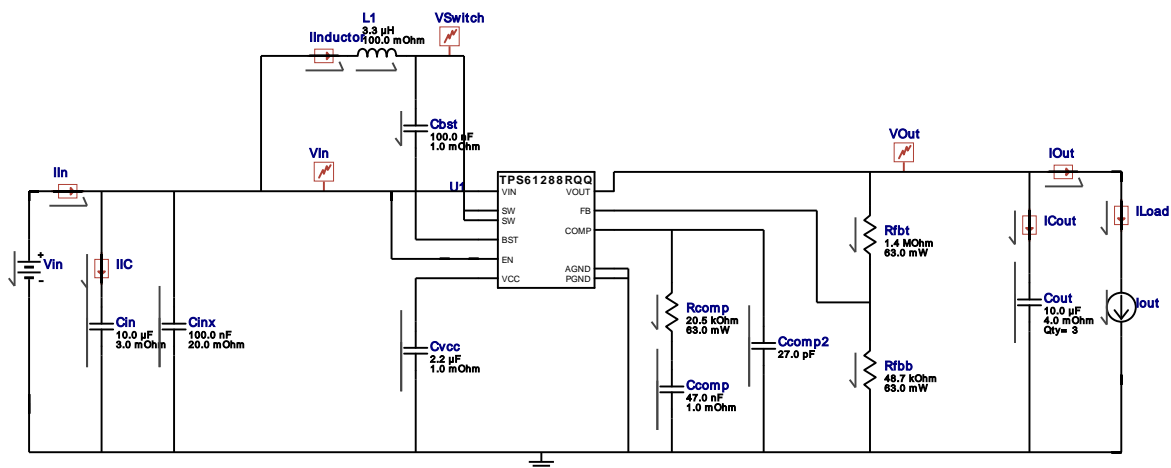 L1
3.3 µH
100.0 mOhm
IInductor
VSwitch
Cbst
100.0 nF
1.0 mOhm
VIn
IIn
U1
TPS61288RQQ
VIN
SW
SW
BST
EN
VCC
VOUT
FB
COMP
AGND
PGND
VOut
IOut
ICout
ILoad
Vin
+
-
IIC
Cin
10.0 µF
3.0 mOhm
Cinx
100.0 nF
20.0 mOhm
Cvcc
2.2 µF
1.0 mOhm
Rcomp
20.5 kOhm
63.0 mW
Ccomp
47.0 nF
1.0 mOhm
Ccomp2
27.0 pF
Rfbt
1.4 MOhm
63.0 mW
Rfbb
48.7 kOhm
63.0 mW
Cout
10.0 µF
4.0 mOhm
Qty= 3
Iout